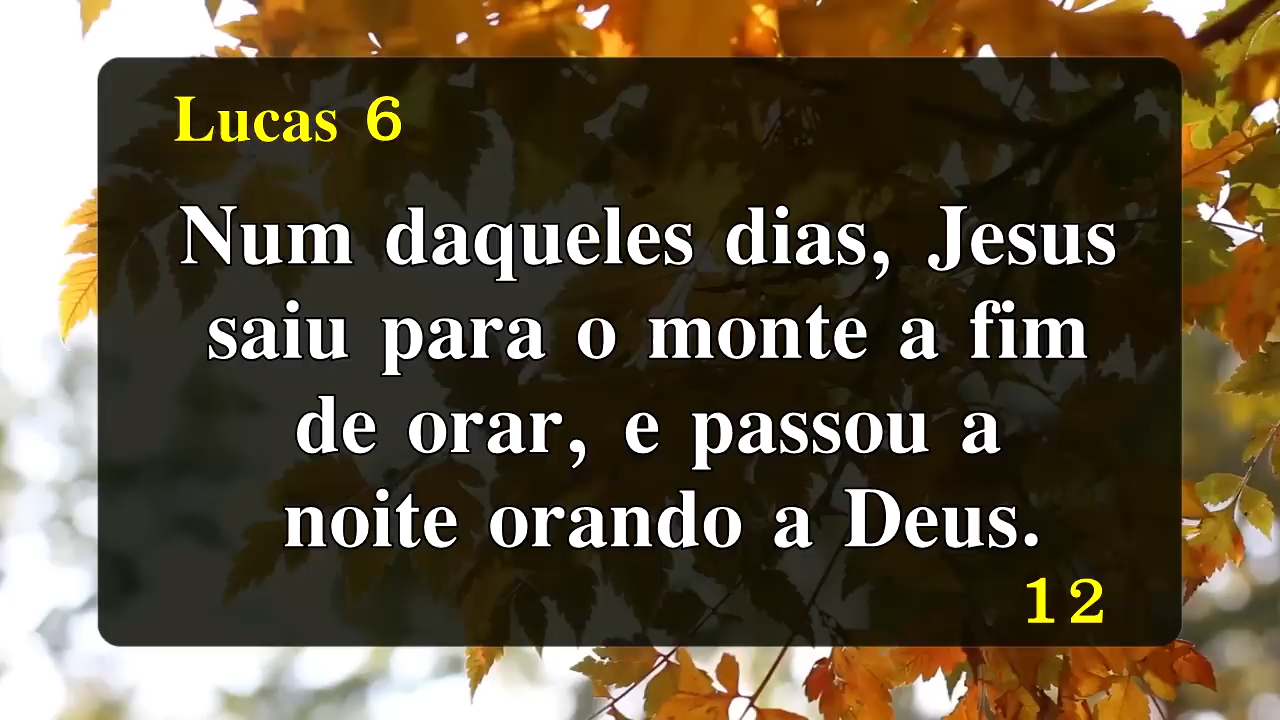 Lucas 6
Num daqueles dias, Jesus
saiu para o monte a fim
de orar, e passou a
noite orando a Deus.
12